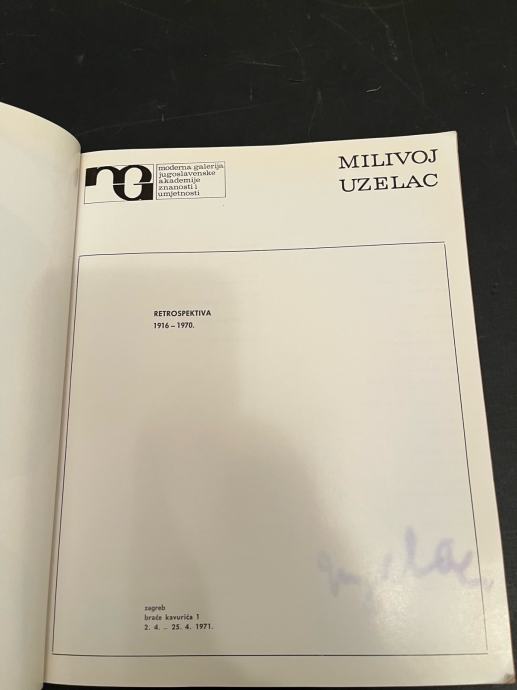 moderna galerija
jugoslavenske
akademije
znanosti i
umjetnosti
MILIVOJ
UZELAC
RETROSPEKTIVA
1916 – 1970.
zagreb
braće kavurića 1
2. 4. – 25. 4. 1971.